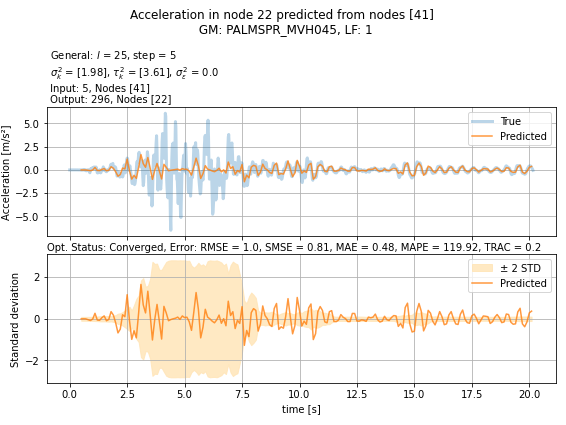 Acceleration in node 22 predicted from nodes [41]
GM: PALMSPR_MVH045, LF: 1
General: l = 25, step = 5
σ²ₖ = [1.98], τ²ₖ = [3.61], σ²ε = 0.0
Input: 5, Nodes [41]
Output: 296, Nodes [22]
Acceleration [m/s²]
5.0
2.5
0.0
−2.5
−5.0
True
Predicted
Opt. Status: Converged, Error: RMSE = 1.0, SMSE = 0.81, MAE = 0.48, MAPE = 119.92, TRAC = 0.2
Standard deviation
2
0
−2
± 2 STD
Predicted
0.0 2.5 5.0 7.5 10.0 12.5 15.0 17.5 20.0
time [s]